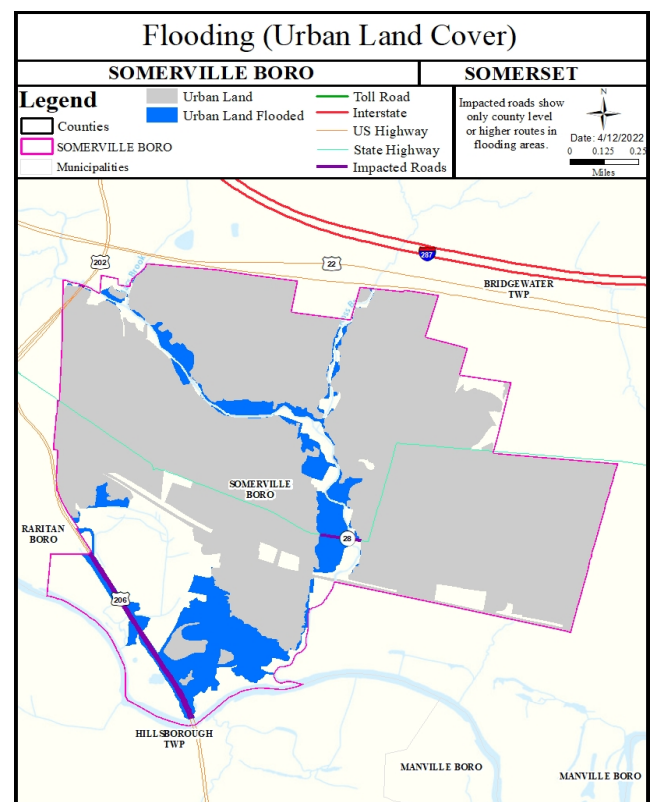 Flooding (Urban Land Cover)
SOMERVILLE BORO
SOMERSET
Legend
Counties
SOMERVILLE BORO
Municipalities
Urban Land
Urban Land Flooded
Toll Road
Interstate
US Highway
State Highway
Impacted Roads
Impacted roads show
only county level
or higher routes in
flooding areas.
N
Date: 4/12/2022
0 0.125 0.25
Miles
202
22
287
BRIDGEWATER
TWP
Brook
SOMERVILLE
BORO
RARITAN
BORO
28
206
HILLSBOROUGH
TWP
MANVILLE BORO
MANVILLE BORO